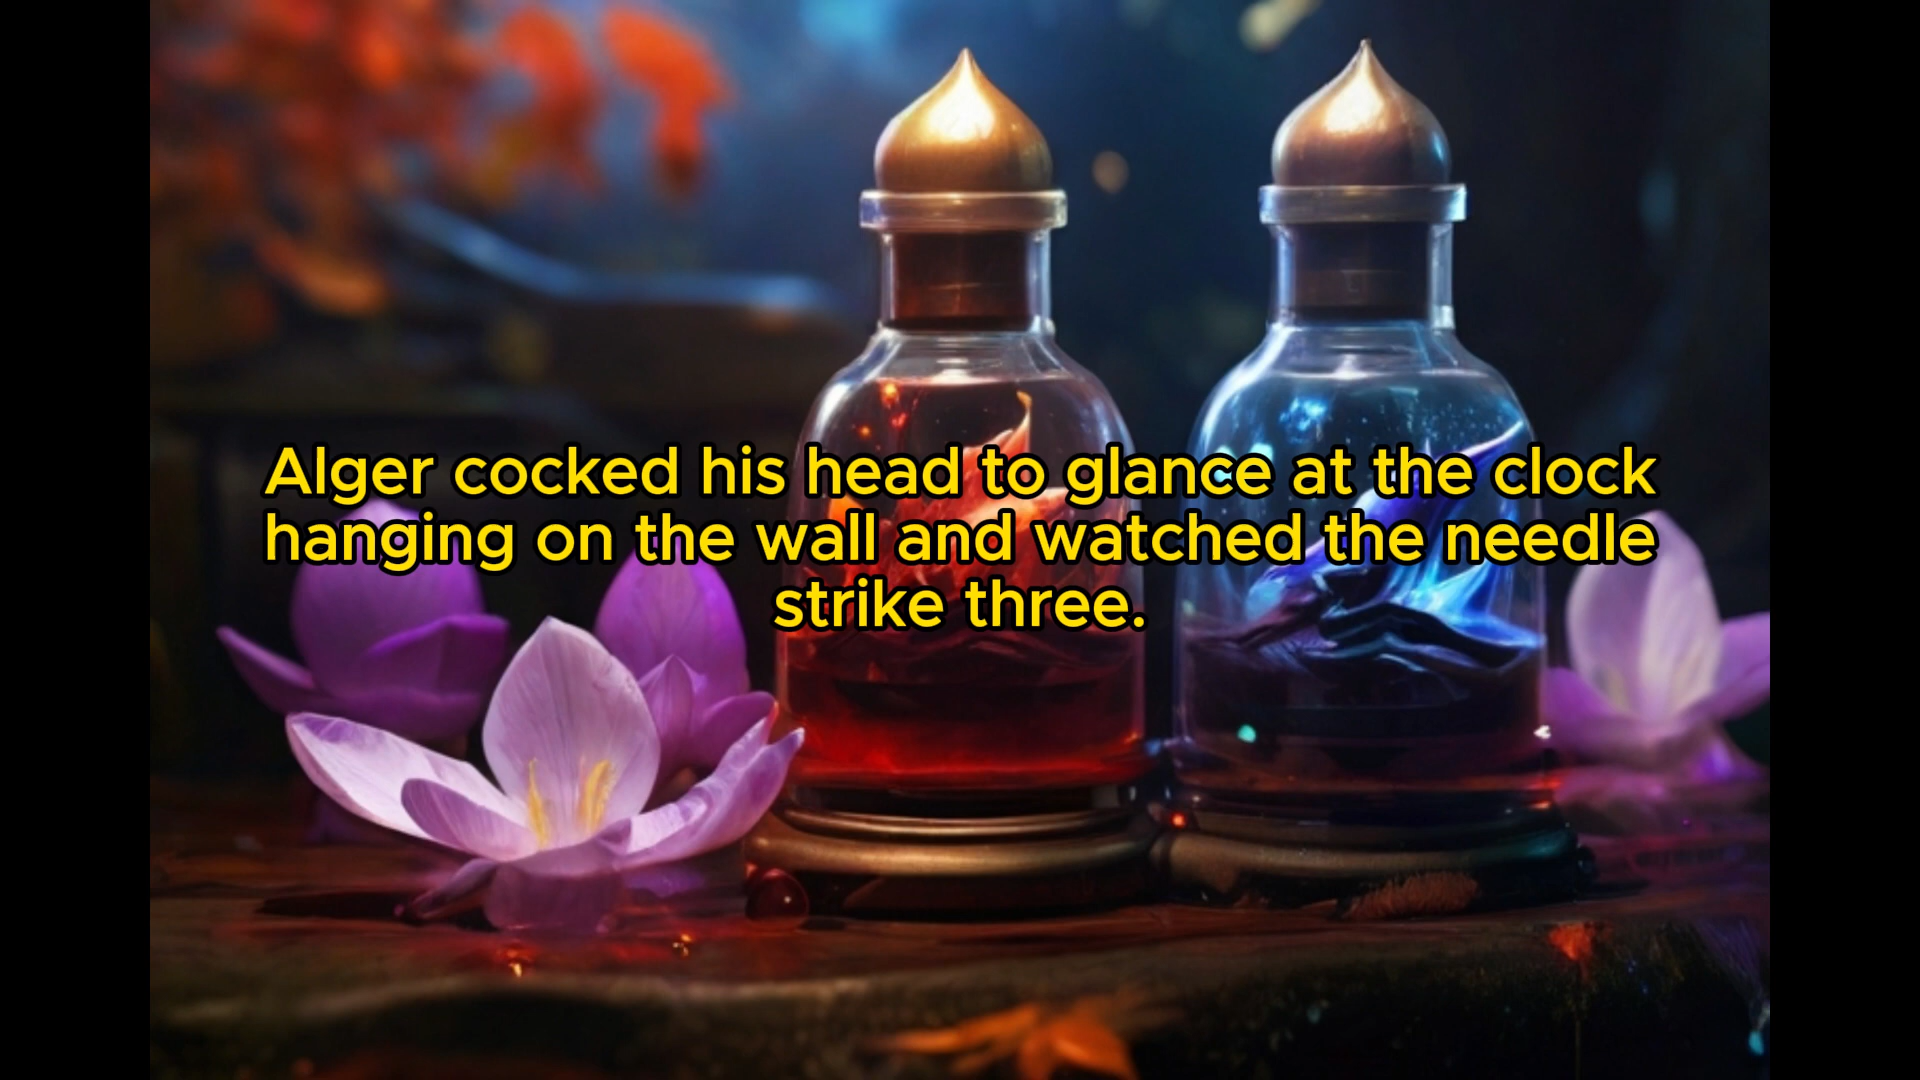 Alger cocked his head to glance at the clock
hanging on the wall and watched the needle
strike three.